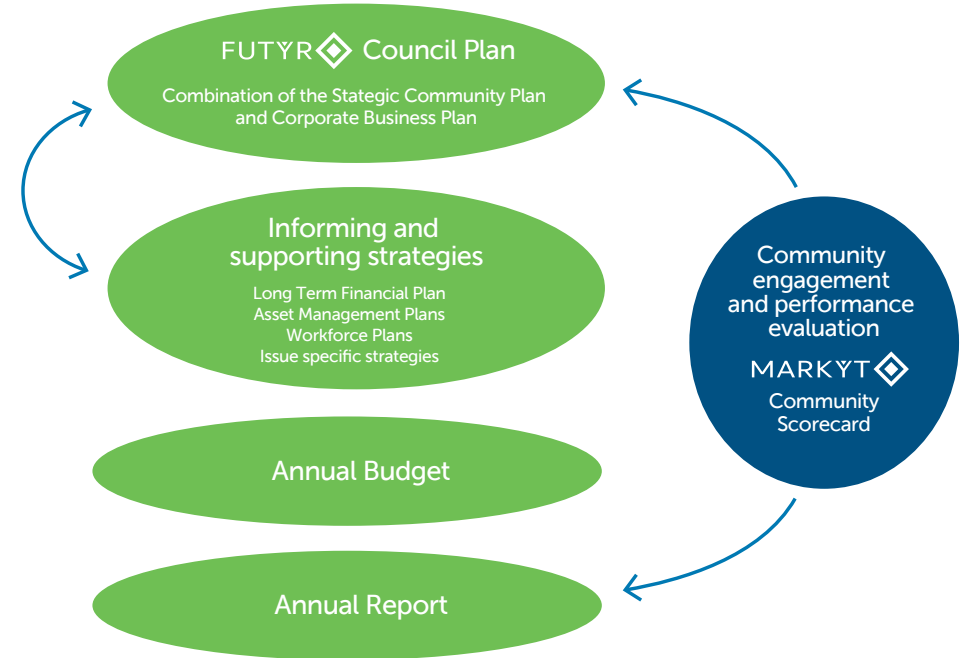 FUTYR Council Plan
Combination of the Stategic Community Plan
and Corporate Business Plan
Informing and
supporting strategies
Long Term Financial Plan
Asset Management Plans
Workforce Plans
Issue specific strategies
Annual Budget
Annual Report
Community
engagement
and performance
evaluation
MARKYT
Community
Scorecard